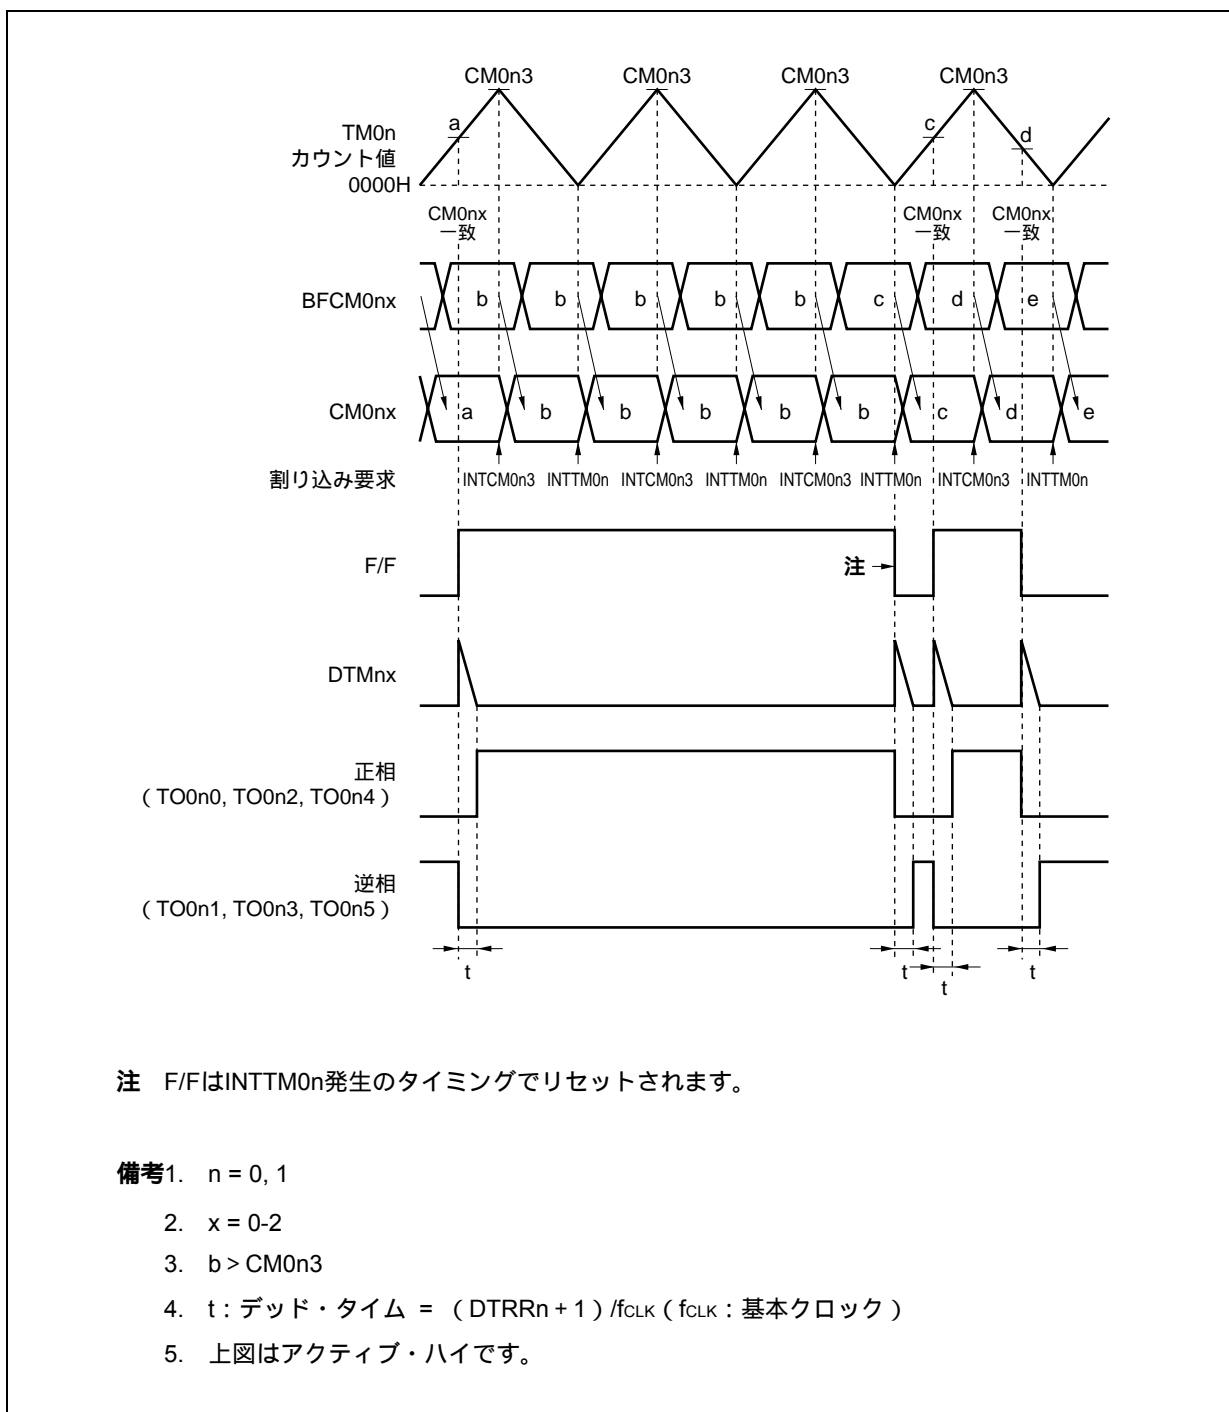 CM0n3 CM0n3 CM0n3 CM0n3
a c d
TM0n
カウント値
0000H
CM0nx CM0nx CM0nx
一致 一致 一致
BFCM0nx b b b b b c d e
CM0nx a b b b b b c d e
割り込み要求 INTCM0n3 INTTM0n INTCM0n3 INTTM0n INTCM0n3 INTTM0n INTCM0n3 INTTM0n
F/F 注
DTMnx
正相
(TO0n0, TO0n2, TO0n4)
逆相
(TO0n1, TO0n3, TO0n5)
t t t t
注 F/FはINTTM0n発生のタイミングでリセットされます。
備考1. n = 0, 1
2. x = 0-2
3. b > CM0n3
4. t:デッド・タイム = (DTRRn + 1)/fCLK(fCLK:基本クロック)
5. 上図はアクティブ・ハイです。